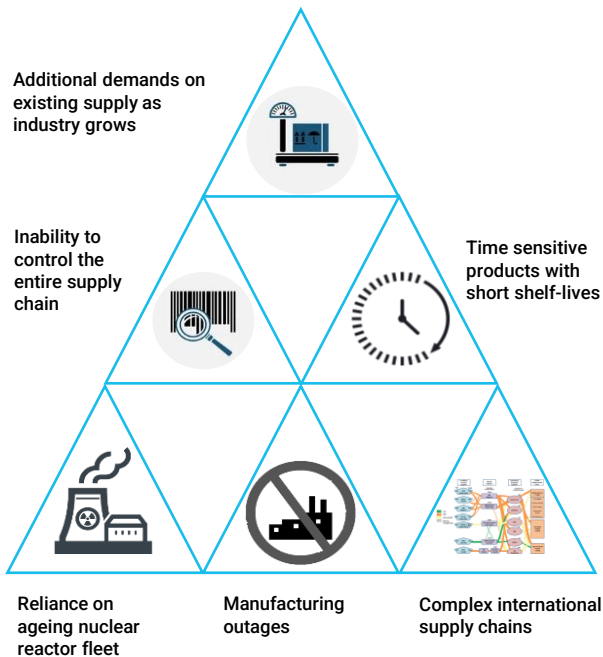 Additional demands on
existing supply as
industry grows
Inability to
control the
entire supply
chain
Time sensitive
products with
short shelf-lives
Reliance on
ageing nuclear
reactor fleet
Manufacturing
outages
Complex international
supply chains